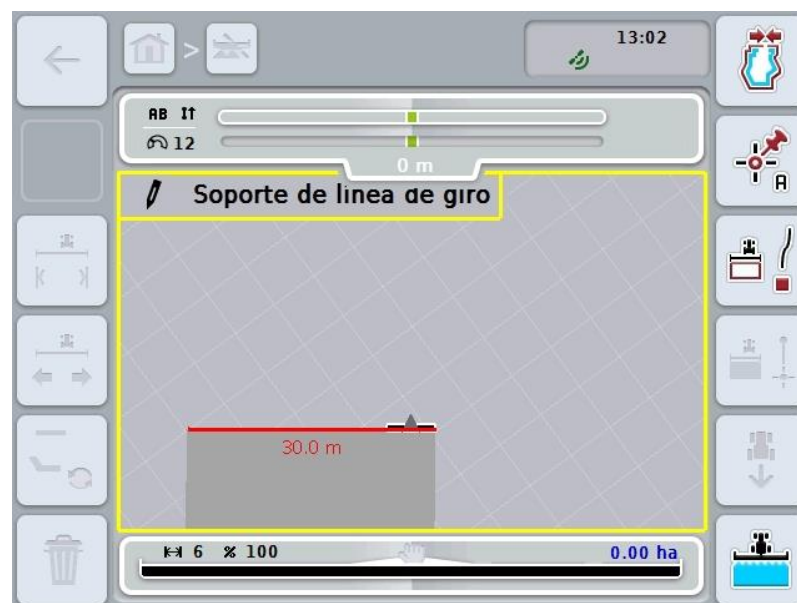 >
13:02
AB
12
0 m
Soporte de línea de giro
A
30.0 m
6 % 100
0.00 ha